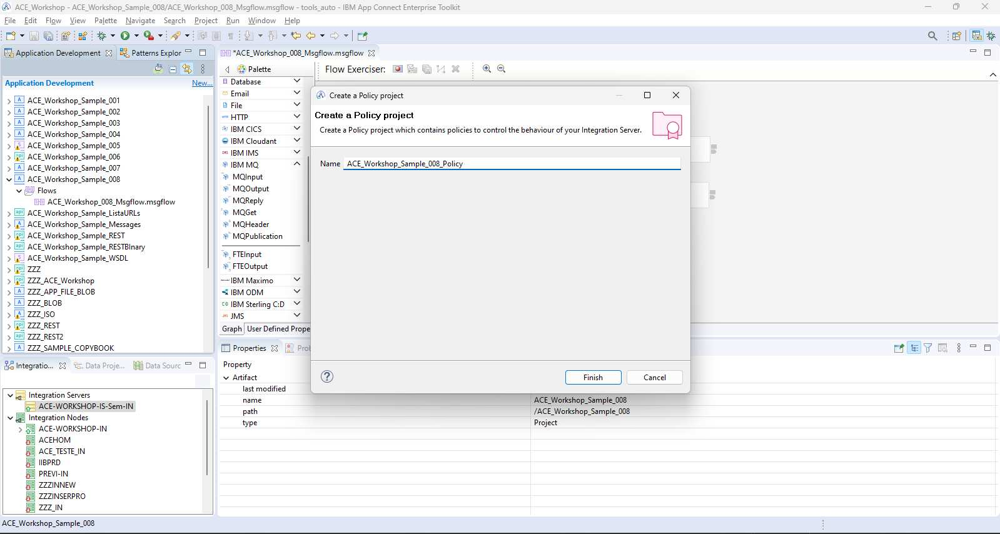 ACE_Workshop - ACE_Workshop_Sample_008/ACE_Workshop_008_Msgflow.msgflow - tools_auto - IBM App Connect Enterprise Toolkit
File Edit Flow View Palette Navigate Search Project Run Window Help
Application Development
Patterns Explor
Application Development
New...
ACE_Workshop_Sample_001
ACE_Workshop_Sample_002
ACE_Workshop_Sample_003
ACE_Workshop_Sample_004
ACE_Workshop_Sample_005
ACE_Workshop_Sample_006
ACE_Workshop_Sample_007
ACE_Workshop_Sample_008
Flows
ACE_Workshop_008_Msgflow.msgflow
ACE_Workshop_Sample_ListaURLs
ACE_Workshop_Sample_Messages
ACE_Workshop_Sample_REST
ACE_Workshop_Sample_RESTBInary
ACE_Workshop_Sample_WSDL
ZZZ
ZZZ_ACE_Workshop
ZZZ_APP_FILE_BLOB
ZZZ_BLOB
ZZZ_ISO
ZZZ_REST
ZZZ_REST2
ZZZ_SAMPLE_COPYBOOK
Integratio...
Data Proje...
Data Sourc
Integration Servers
ACE-WORKSHOP-IS-Sem-IN
Integration Nodes
ACE-WORKSHOP-IN
ACEHOM
ACE_TESTE_IN
IIBPRD
PREVI-IN
ZZZINNEW
ZZZINSERPRO
ZZZ_IN
ACE_Workshop_Sample_008
*ACE_Workshop_008_Msgflow.msgflow
Palette
Flow Exerciser:
Database
Email
File
HTTP
IBM CICS
IBM Cloudant
IBM IMS
IBM MQ
MQInput
MQOutput
MQReply
MQGet
MQHeader
MQPublication
FTEInput
FTEOutput
IBM Maximo
IBM ODM
IBM Sterling C:D
JMS
Graph
User Defined Prope
Create a Policy project
Create a Policy project
Create a Policy project which contains policies to control the behaviour of your Integration Server.
Name ACE_Workshop_Sample_008_Policy
Finish
Cancel
Properties
Prob
Property
Artifact
last modified
name ACE_Workshop_Sample_008
path /ACE_Workshop_Sample_008
type Project